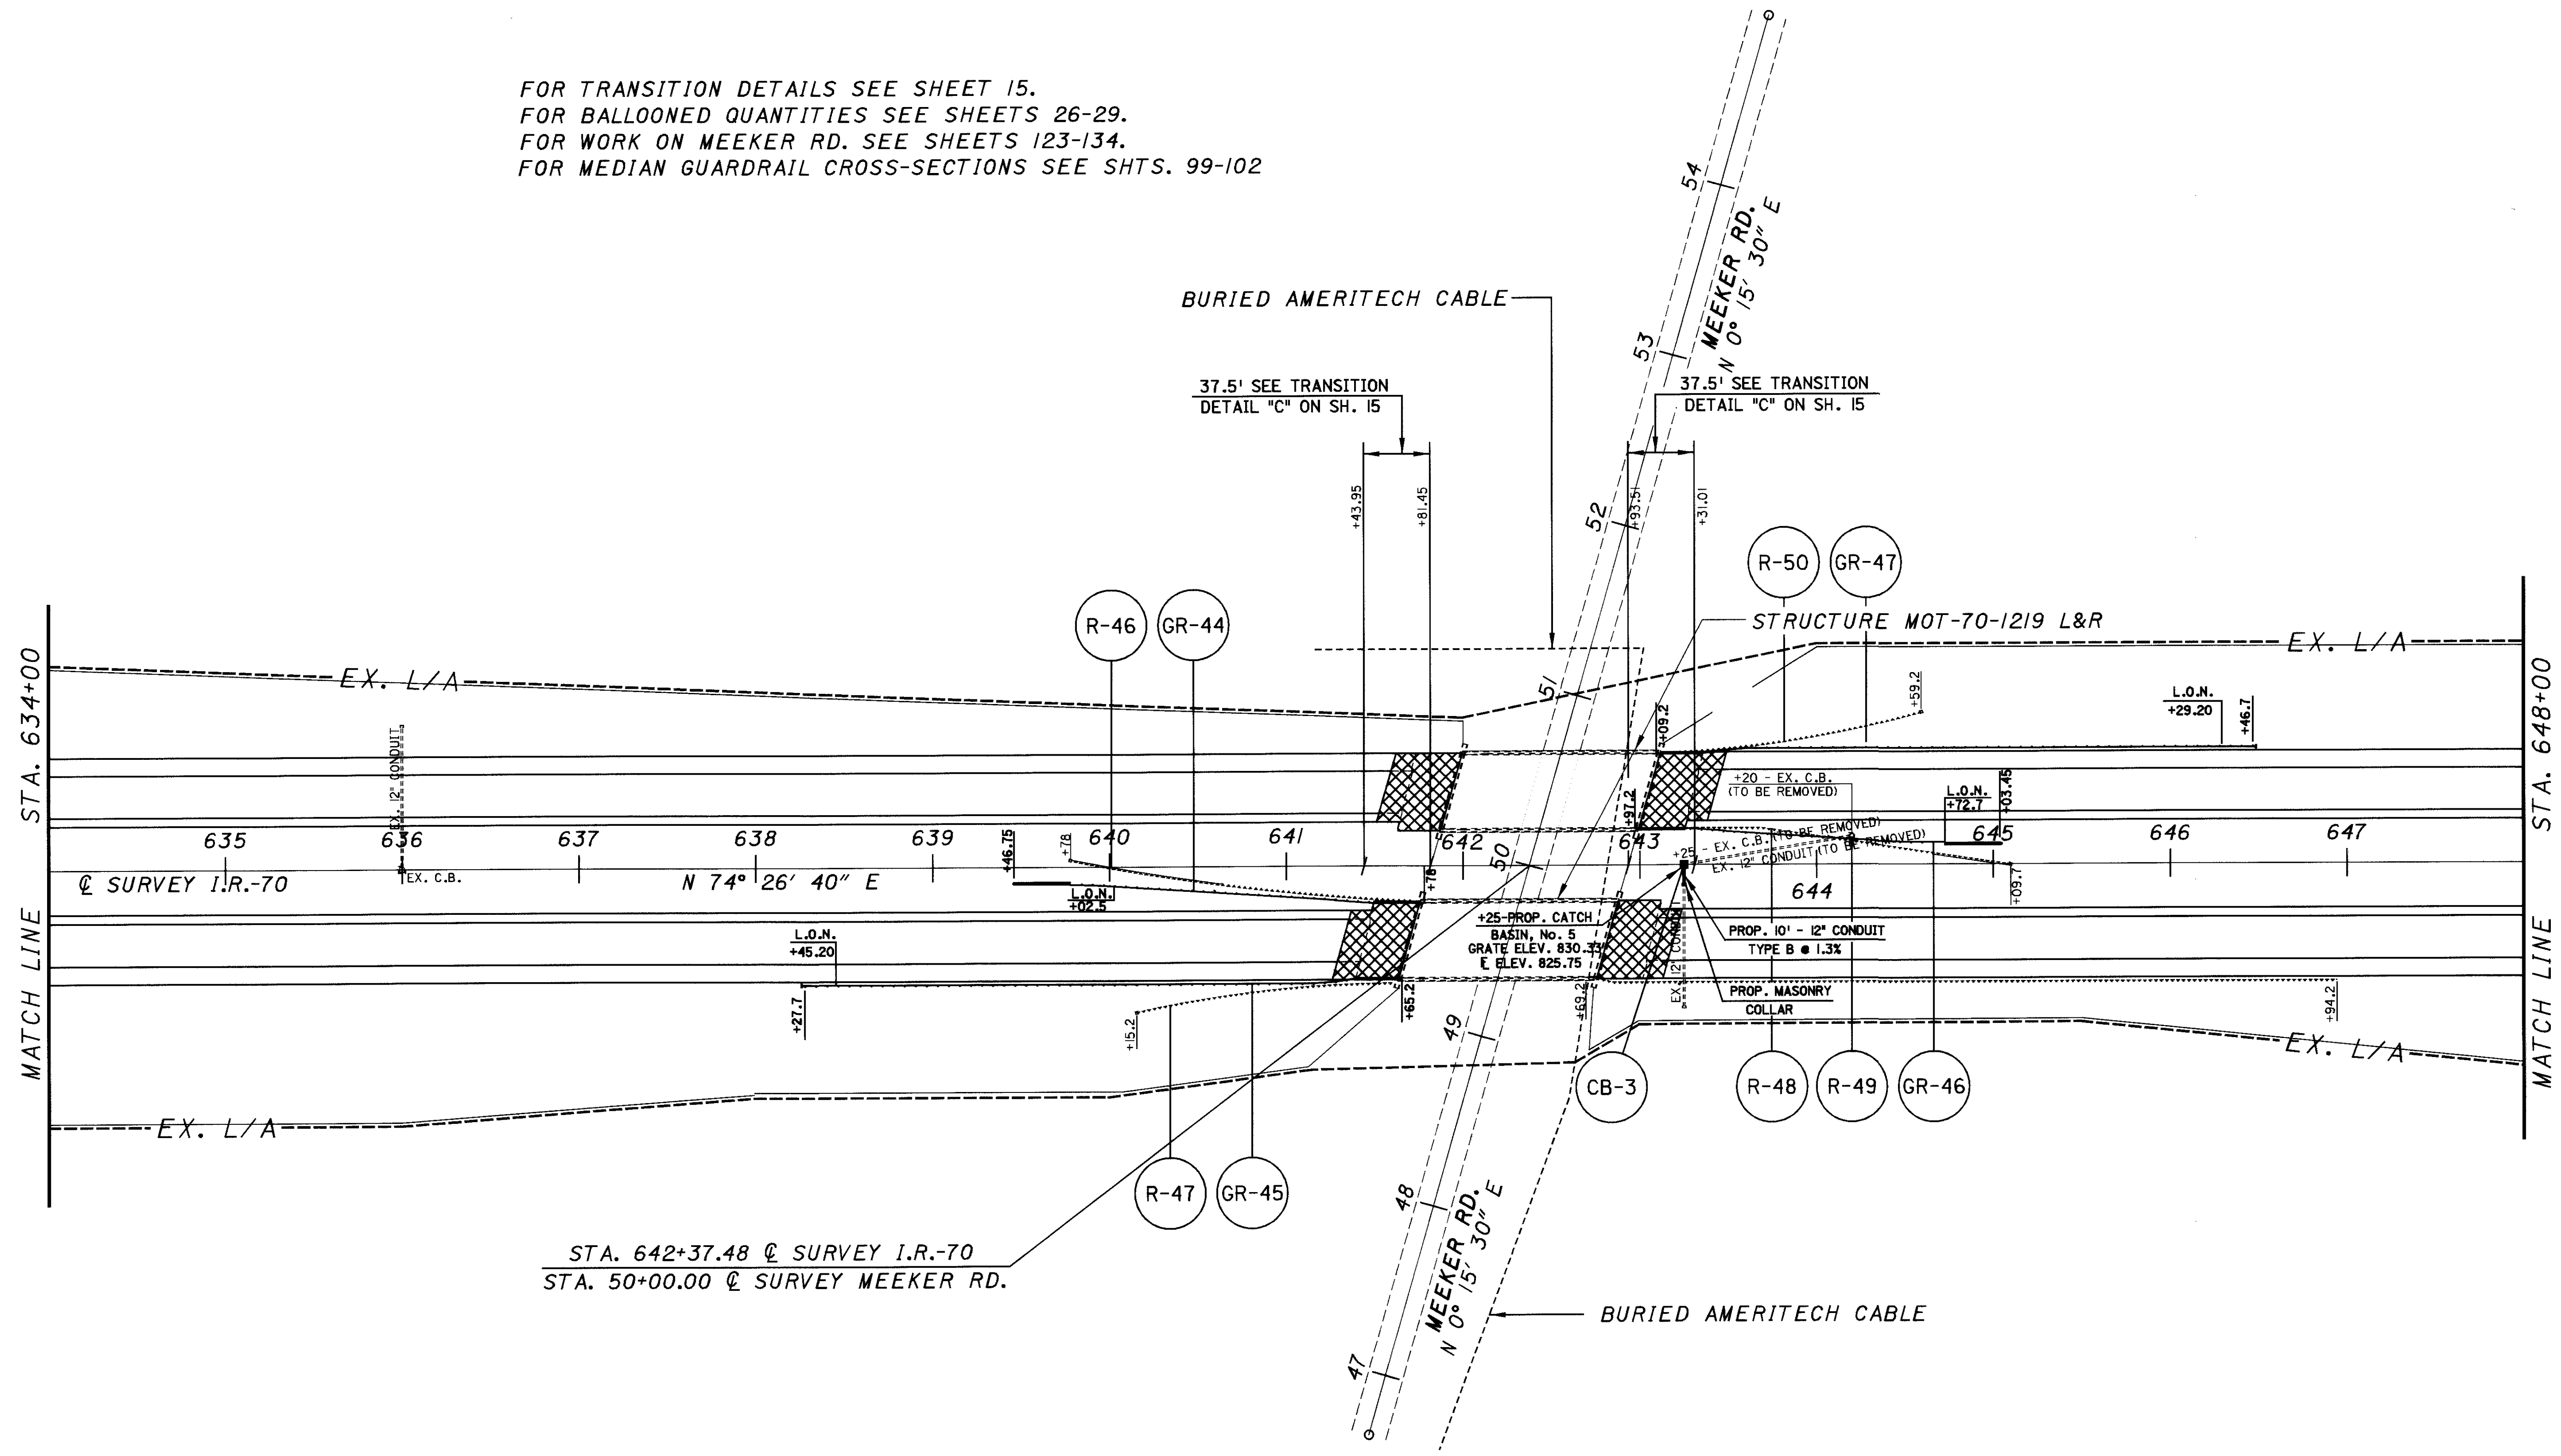 FOR TRANSITION DETAILS SEE SHEET 15.
FOR BALLOONED QUANTITIES SEE SHEETS 26-29.
FOR WORK ON MEEKER RD. SEE SHEETS 123-134.
FOR MEDIAN GUARDRAIL CROSS-SECTIONS SEE SHTS. 99-102
54
MEEKER RD.
N 0° 15' 30" E
53
BURIED AMERITECH CABLE
37.5' SEE TRANSITION
DETAIL "C" ON SH. 15
37.5' SEE TRANSITION
DETAIL "C" ON SH. 15
+43.95
+81.45
52
+93.51
+31.01
R-50
GR-47
R-46
GR-44
STRUCTURE MOT-70-1219 L&R
EX. L/A
EX. L/A
51
+59.2
L.O.N.
+29.20
+46.7
+09.2
STA. 634+00
MATCH LINE
STA. 648+00
MATCH LINE
EX. 12" CONDUIT
+20 - EX. C.B.
(TO BE REMOVED)
+97.2
L.O.N.
+72.7
+03.45
635
636
637
638
639
+46.75
+78
640
641
642
643
645
646
647
+25 - EX. C.B. (TO BE REMOVED)
EX. 12" CONDUIT (TO BE REMOVED)
50
℄ SURVEY I.R.-70
EX. C.B.
N 74° 26' 40" E
L.O.N.
+02.5
+78
644
+09.7
+25-PROP. CATCH
BASIN, No. 5
GRATE ELEV. 830.33
℄ ELEV. 825.75
L.O.N.
+45.20
EX. 12" CONDUIT
PROP. 10' - 12" CONDUIT
TYPE B @ 1.3%
PROP. MASONRY
COLLAR
+27.7
+15.2
+65.2
+69.2
+94.2
49
EX. L/A
EX. L/A
CB-3
R-48
R-49
GR-46
R-47
GR-45
48
MEEKER RD.
N 0° 15' 30" E
STA. 642+37.48 ℄ SURVEY I.R.-70
STA. 50+00.00 ℄ SURVEY MEEKER RD.
BURIED AMERITECH CABLE
47